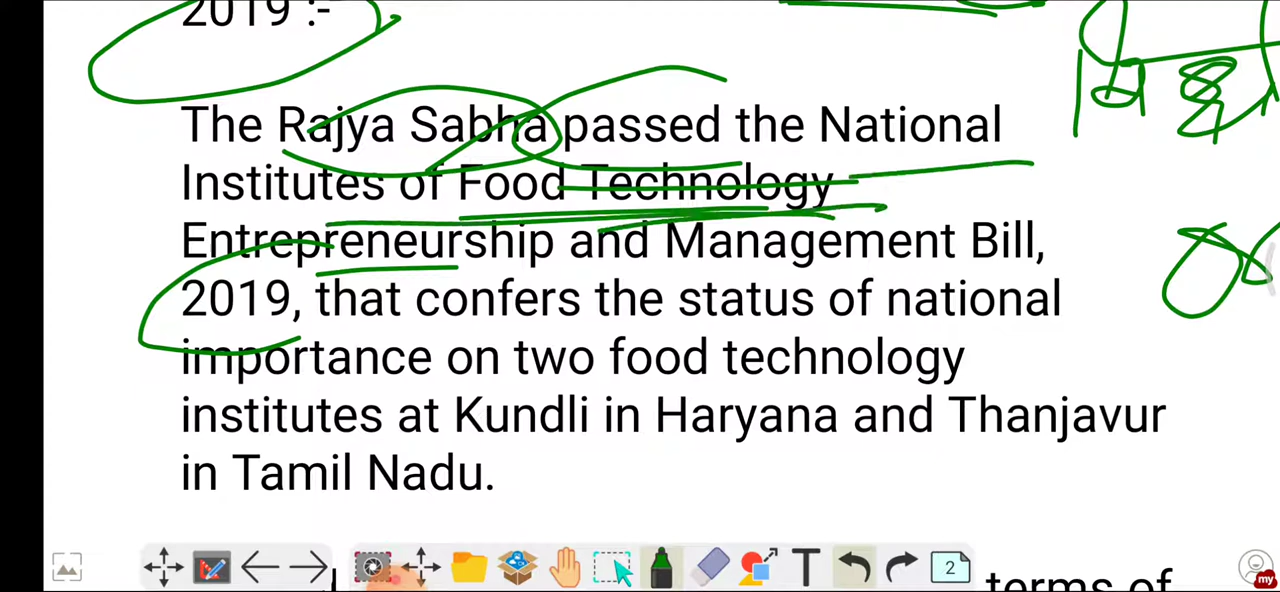 2019 :-
The Rajya Sabha passed the National
Institutes of Food Technology
Entrepreneurship and Management Bill,
2019, that confers the status of national
importance on two food technology
institutes at Kundli in Haryana and Thanjavur
in Tamil Nadu.
T
2
my
terms of